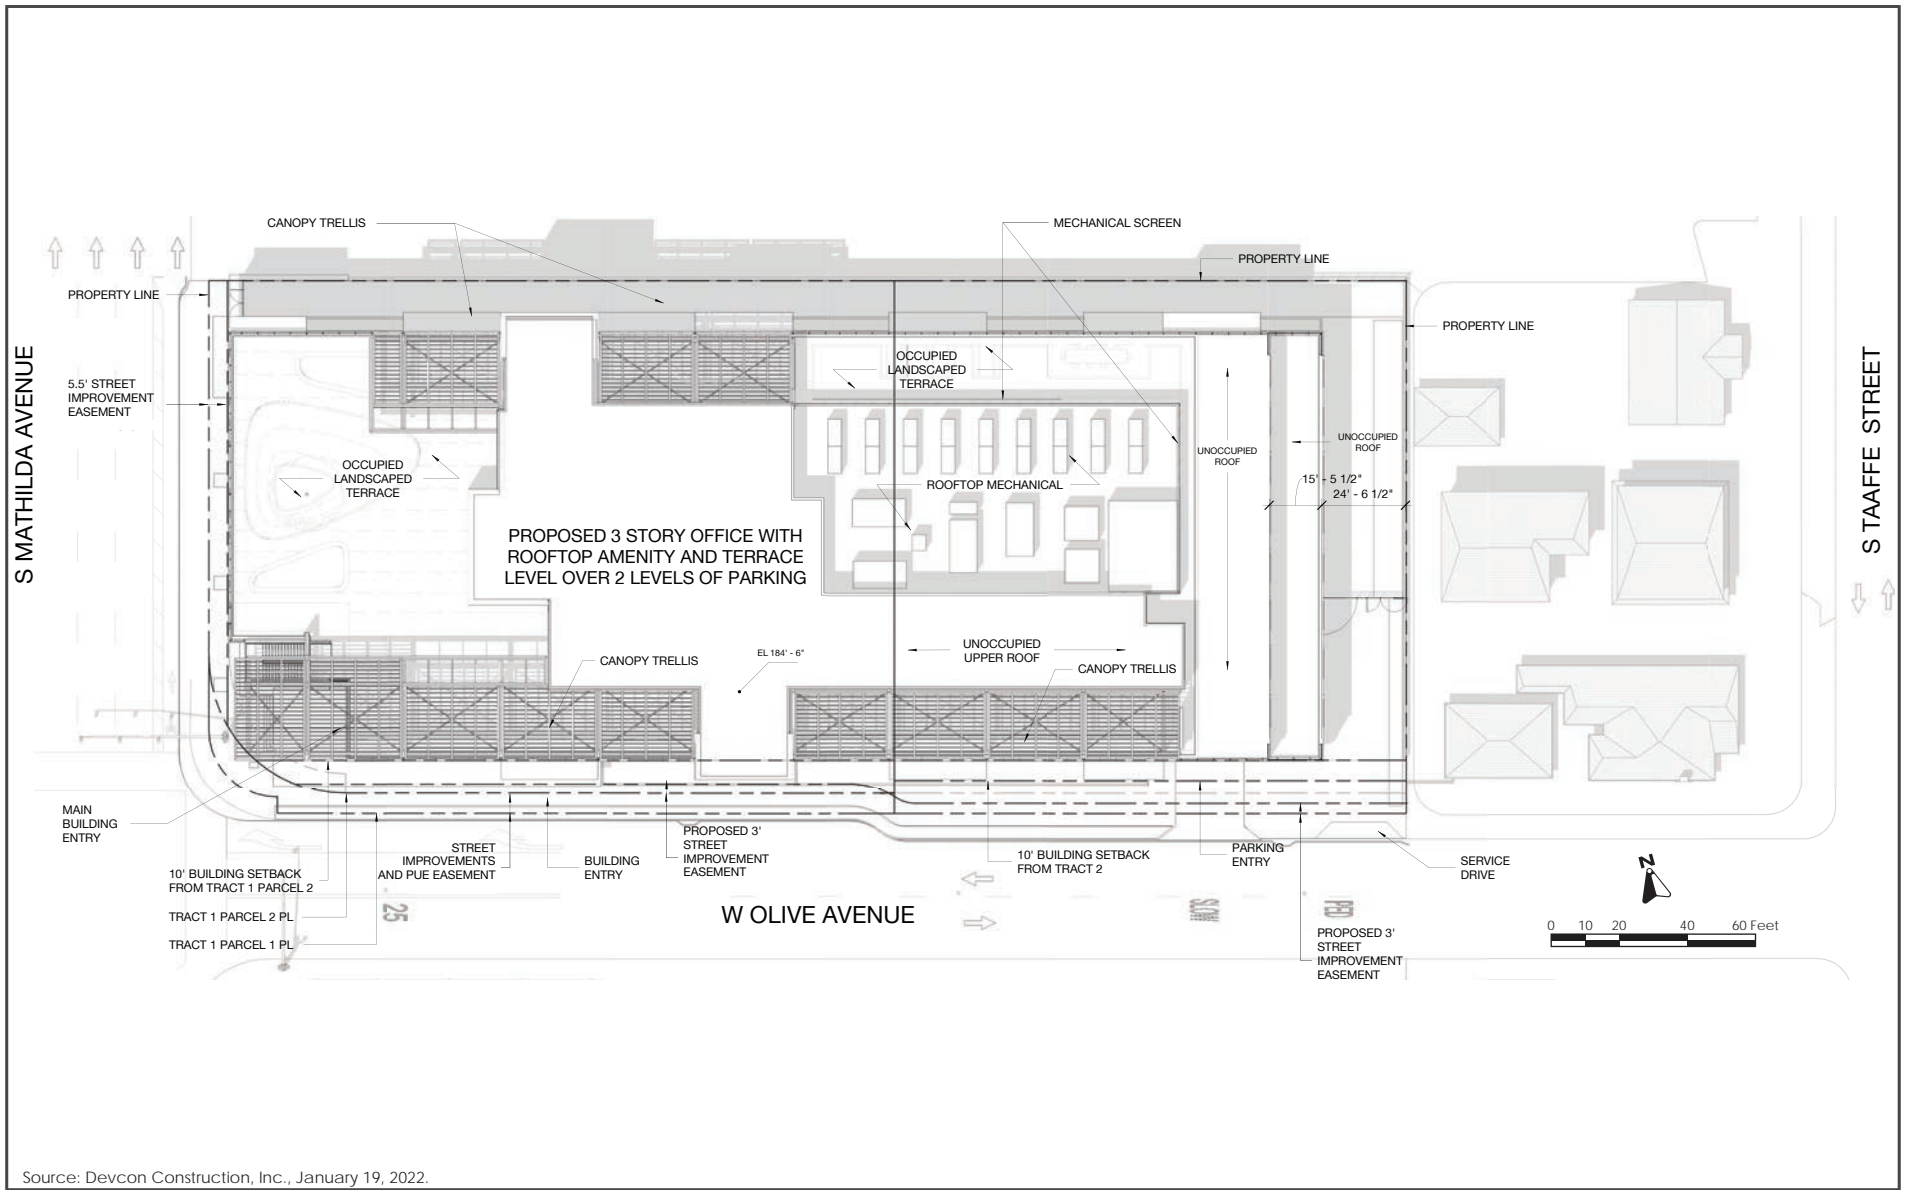 CANOPY TRELLIS
MECHANICAL SCREEN
PROPERTY LINE
PROPERTY LINE
PROPERTY LINE
S MATHILDA AVENUE
5.5' STREET
IMPROVEMENT
EASEMENT
OCCUPIED
LANDSCAPED
TERRACE
OCCUPIED
LANDSCAPED
TERRACE
UNOCCUPIED
ROOF
UNOCCUPIED
ROOF
15' - 5 1/2"
24' - 6 1/2"
ROOFTOP MECHANICAL
S TAAFFE STREET
PROPOSED 3 STORY OFFICE WITH
ROOFTOP AMENITY AND TERRACE
LEVEL OVER 2 LEVELS OF PARKING
UNOCCUPIED
UPPER ROOF
EL 184' - 6"
CANOPY TRELLIS
CANOPY TRELLIS
MAIN
BUILDING
ENTRY
10' BUILDING SETBACK
FROM TRACT 1 PARCEL 2
TRACT 1 PARCEL 2 PL
TRACT 1 PARCEL 1 PL
STREET
IMPROVEMENTS
AND PUE EASEMENT
BUILDING
ENTRY
PROPOSED 3'
STREET
IMPROVEMENT
EASEMENT
10' BUILDING SETBACK
FROM TRACT 2
PARKING
ENTRY
SERVICE
DRIVE
25
W OLIVE AVENUE
SLOW
PED
PROPOSED 3'
STREET
IMPROVEMENT
EASEMENT
N
0 10 20 40 60 Feet
Source: Devcon Construction, Inc., January 19, 2022.